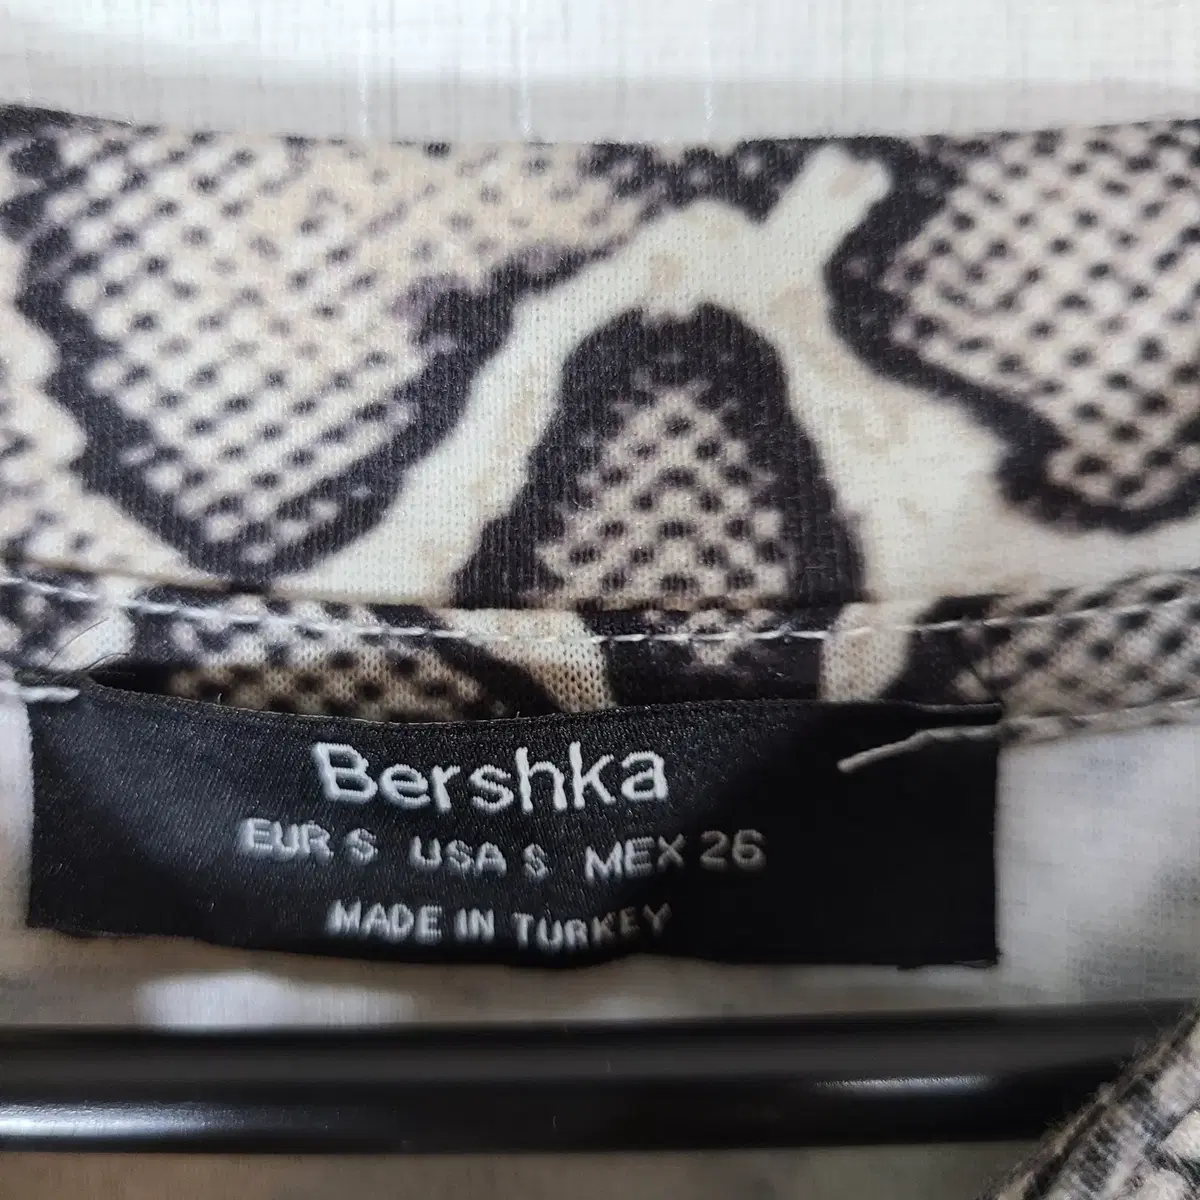 Bershka
EUR S USA S MEX 26
MADE IN TURKEY